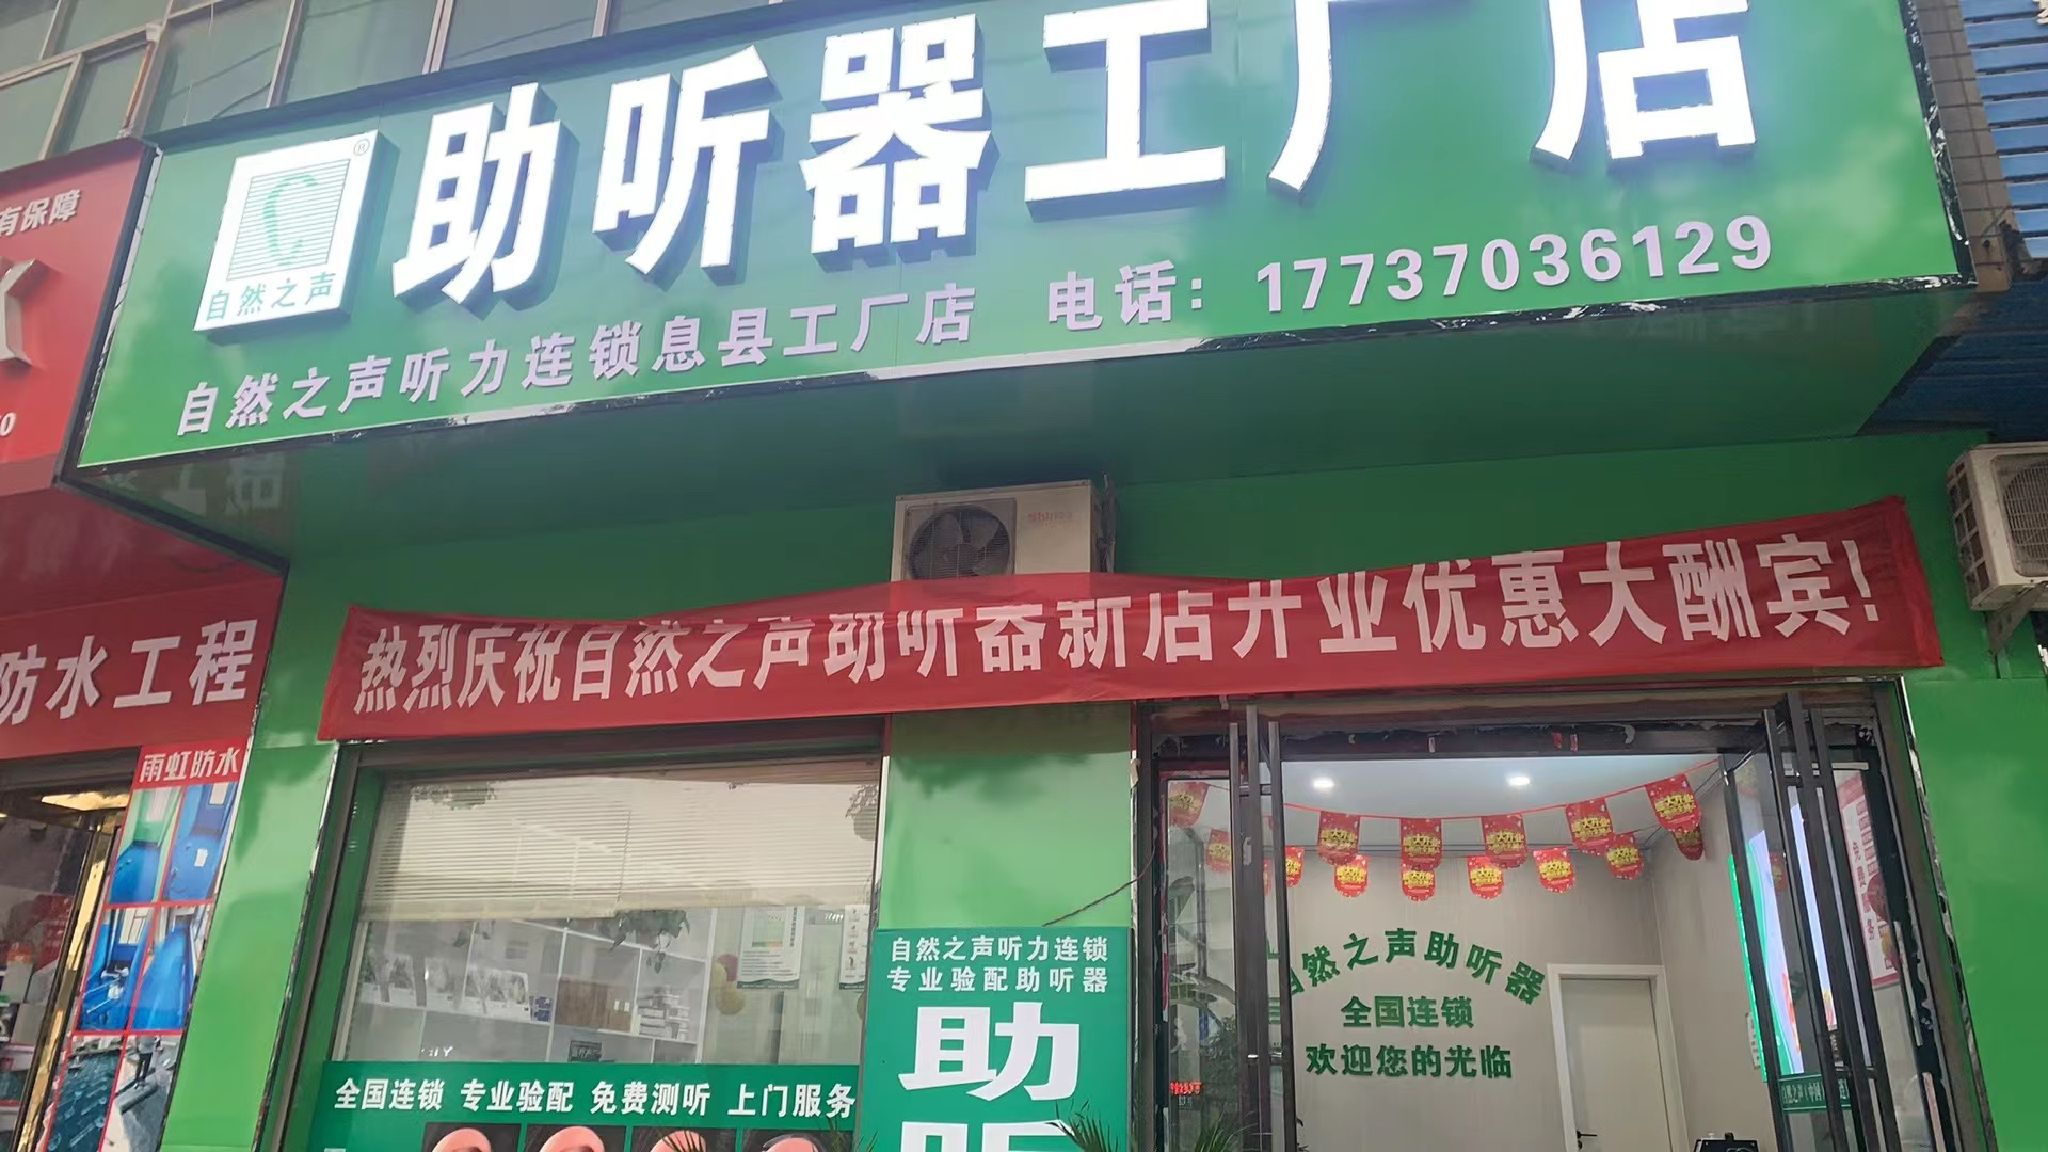 助听器工厂店
自然之声
自然之声听力连锁息县工厂店 电话：17737036129
有保障
热烈庆祝自然之声助听器新店开业优惠大酬宾！
防水工程
雨虹防水
自然之声听力连锁
专业验配助听器
助
听
全国连锁 专业验配 免费测听 上门服务
自然之声助听器
全国连锁
欢迎您的光临